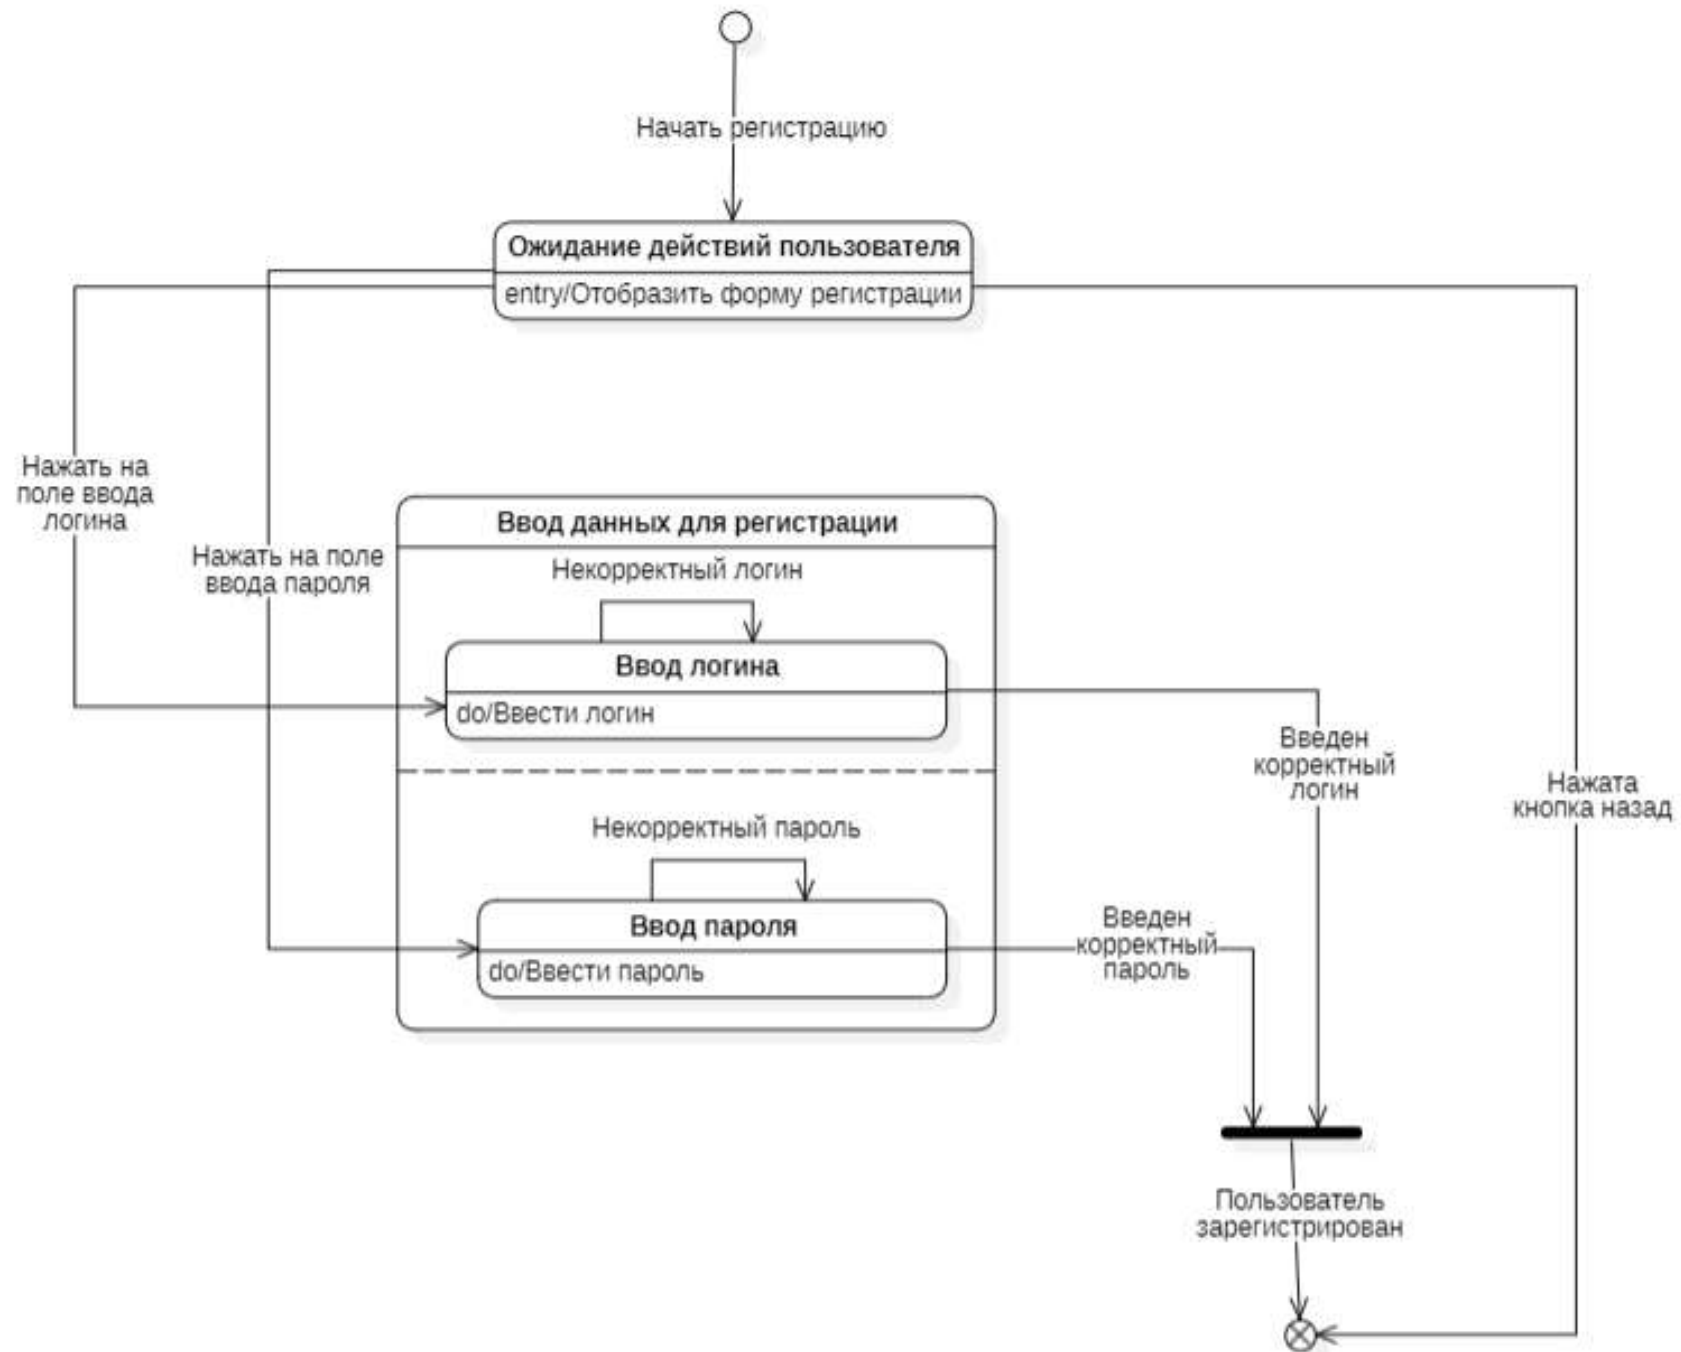 Начать регистрацию
Ожидание действий пользователя
entry/Отобразить форму регистрации
Нажать на
поле ввода
логина
Нажать на поле
ввода пароля
Ввод данных для регистрации
Некорректный логин
Ввод логина
do/Ввести логин
Введен
корректный
логин
Нажата
кнопка назад
Некорректный пароль
Ввод пароля
do/Ввести пароль
Введен
корректный
пароль
Пользователь
зарегистрирован